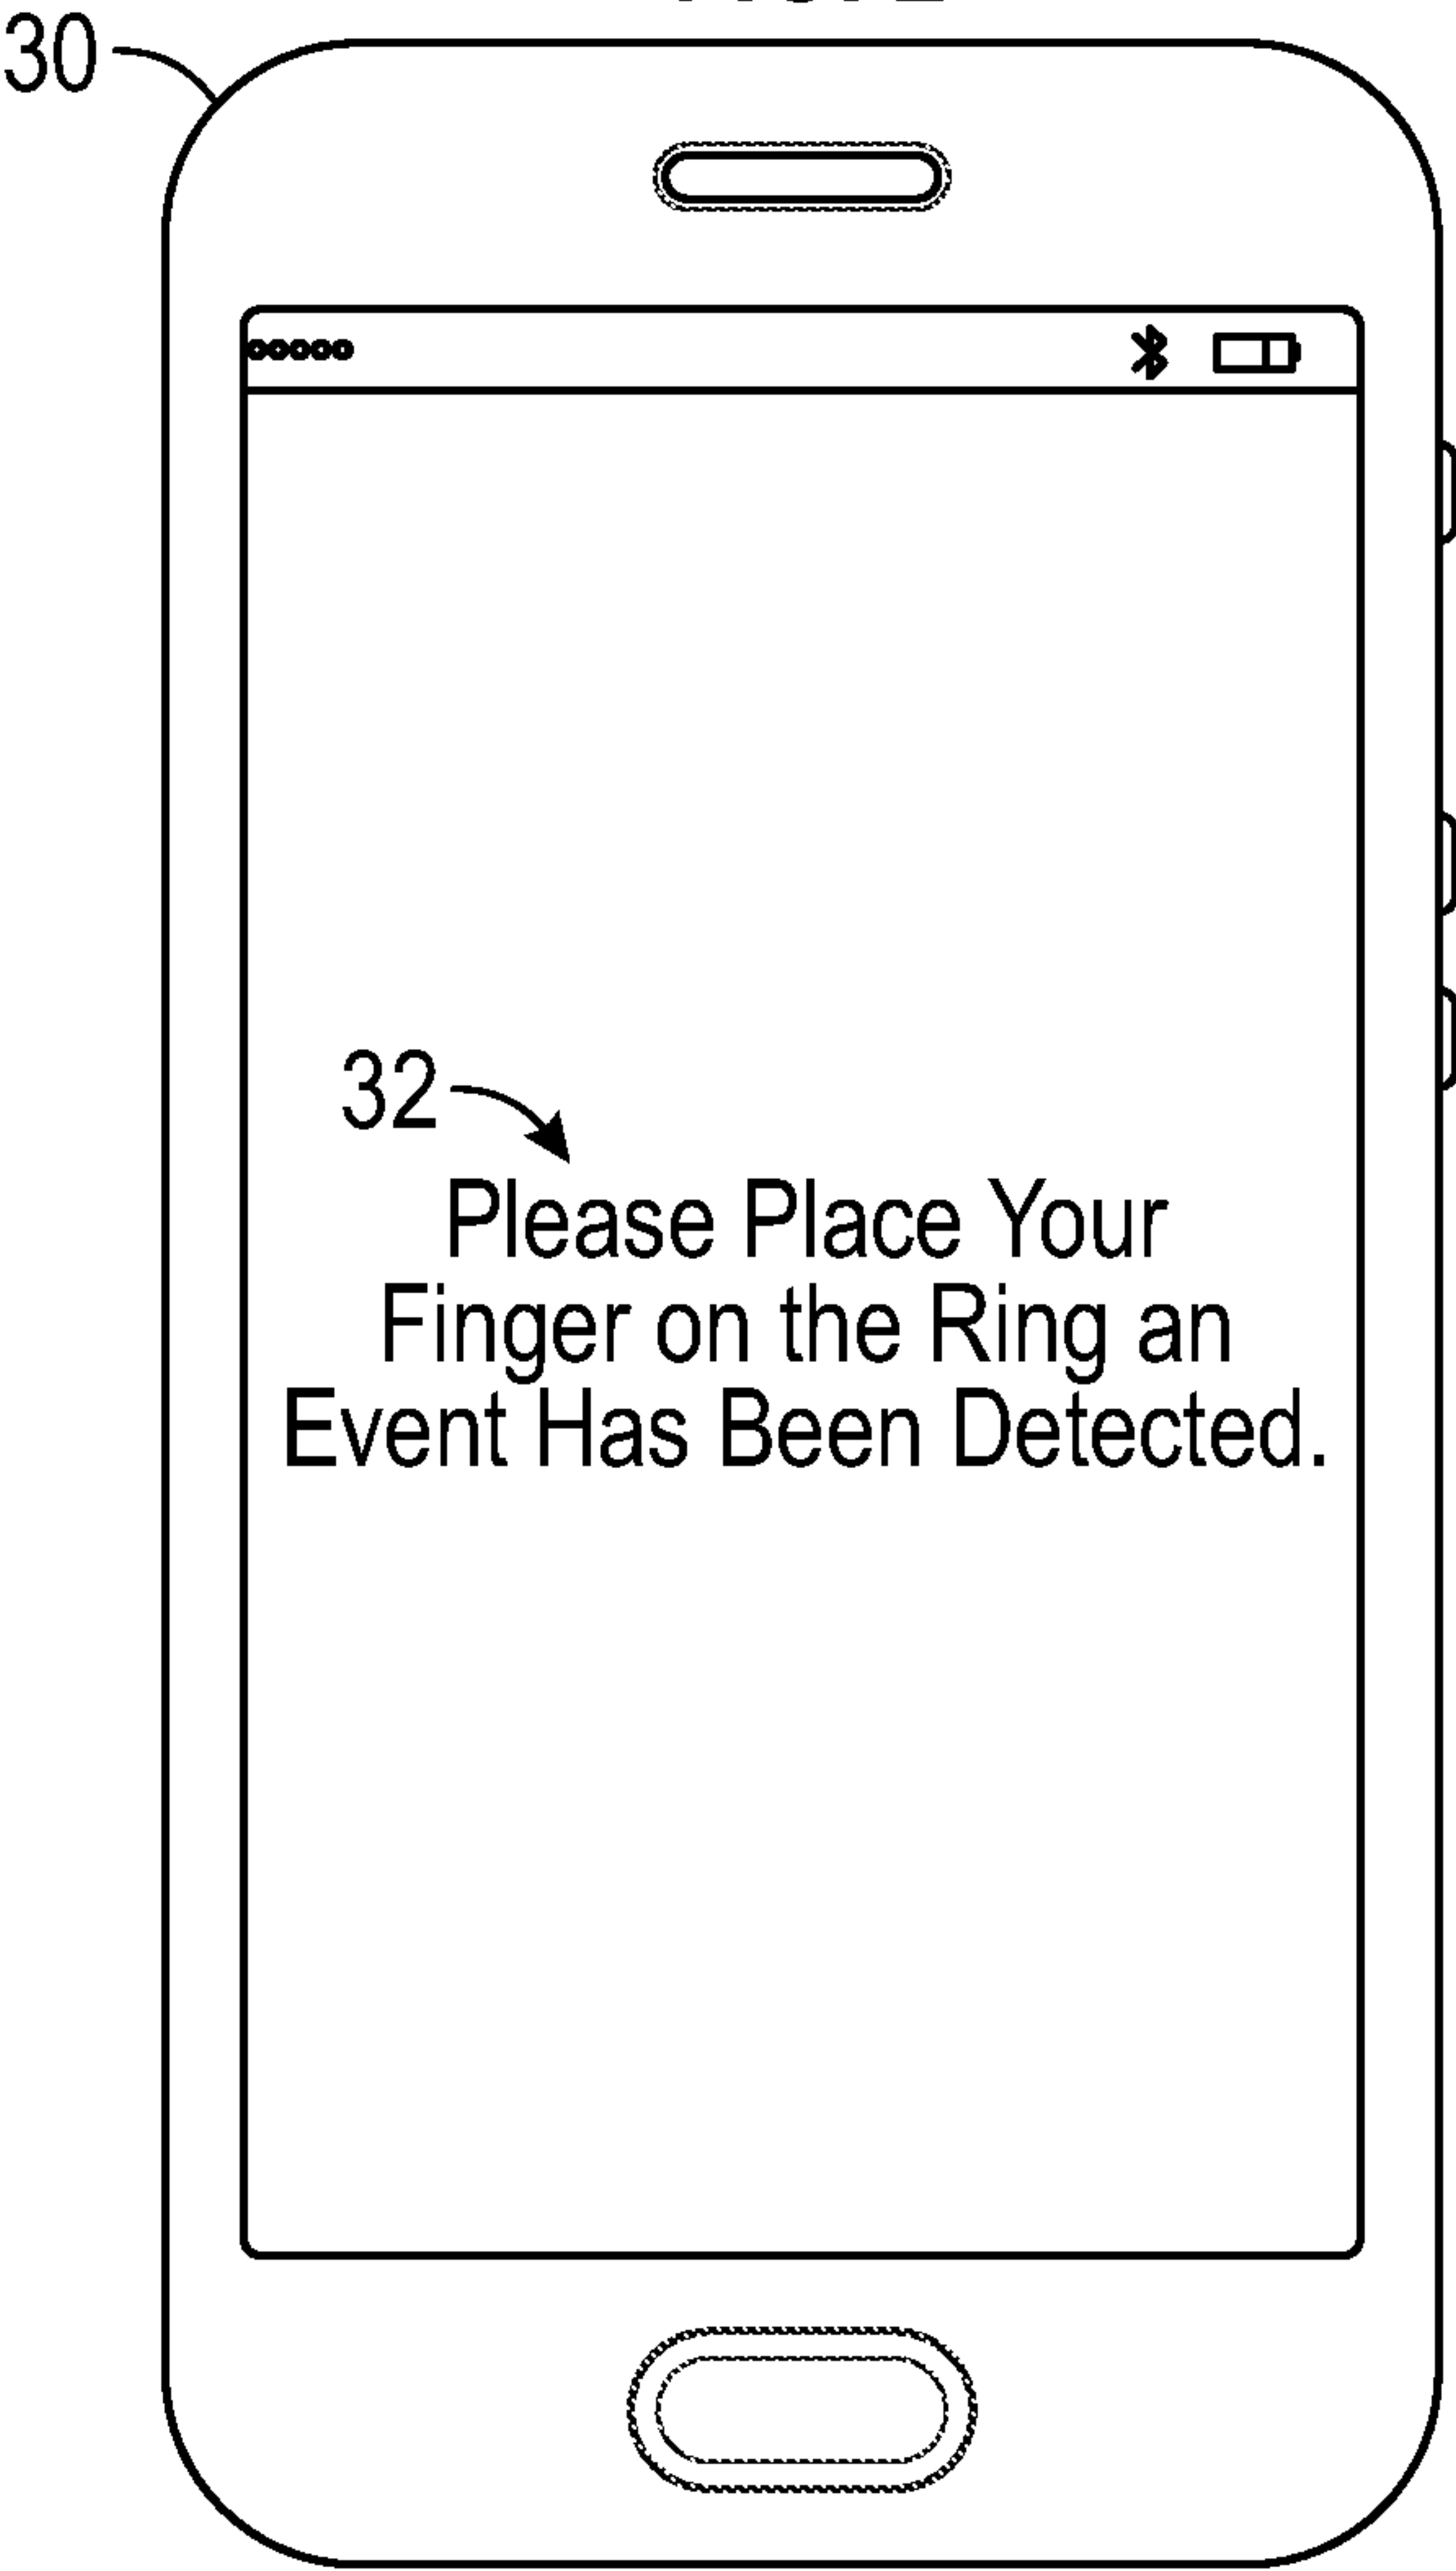 30
32
Please Place Your
Finger on the Ring an
Event Has Been Detected.